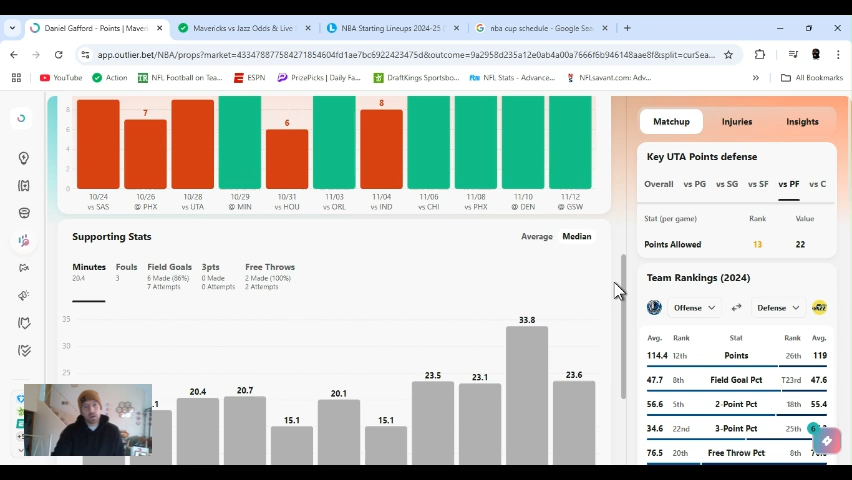 Daniel Gafford - Points | Maveri
Mavericks vs Jazz Odds & Live
NBA Starting Lineups 2024-25
nba cup schedule - Google Sea
app.outlier.bet/NBA/props?market=433478877584271854604fd1ae7bc6922423475d&outcome=0a2958d235a12e0ab4a00a7666f6b946148aae8f&split=curSea...
YouTube
Action
NFL Football on Tea...
ESPN
PrizePicks | Daily Fa...
DraftKings Sportsbo...
NFL Stats - Advance...
NFLsavant.com: Adv...
All Bookmarks
8
6
4
2
0
7
6
8
10/24 vs SAS
10/26 @ PHX
10/28 vs UTA
10/29 @ MIN
10/31 vs HOU
11/03 vs ORL
11/04 vs IND
11/06 vs CHI
11/08 vs PHX
11/10 @ DEN
11/12 @ GSW
Supporting Stats
Average
Median
Minutes
20.4
Fouls
3
Field Goals
6 Made (86%)
7 Attempts
3pts
0 Made
0 Attempts
Free Throws
2 Made (100%)
2 Attempts
35
30
25
20.4
20.7
15.1
20.1
15.1
23.5
23.1
33.8
23.6
Matchup
Injuries
Insights
Key UTA Points defense
Overall vs PG vs SG vs SF vs PF vs C
Stat (per game) Rank Value
Points Allowed 13 22
Team Rankings (2024)
Offense
Defense
Avg. Rank Stat Rank Avg.
114.4 12th Points 26th 119
47.7 8th Field Goal Pct T23rd 47.6
56.6 5th 2-Point Pct 18th 55.4
34.6 22nd 3-Point Pct 25th
76.5 20th Free Throw Pct 8th